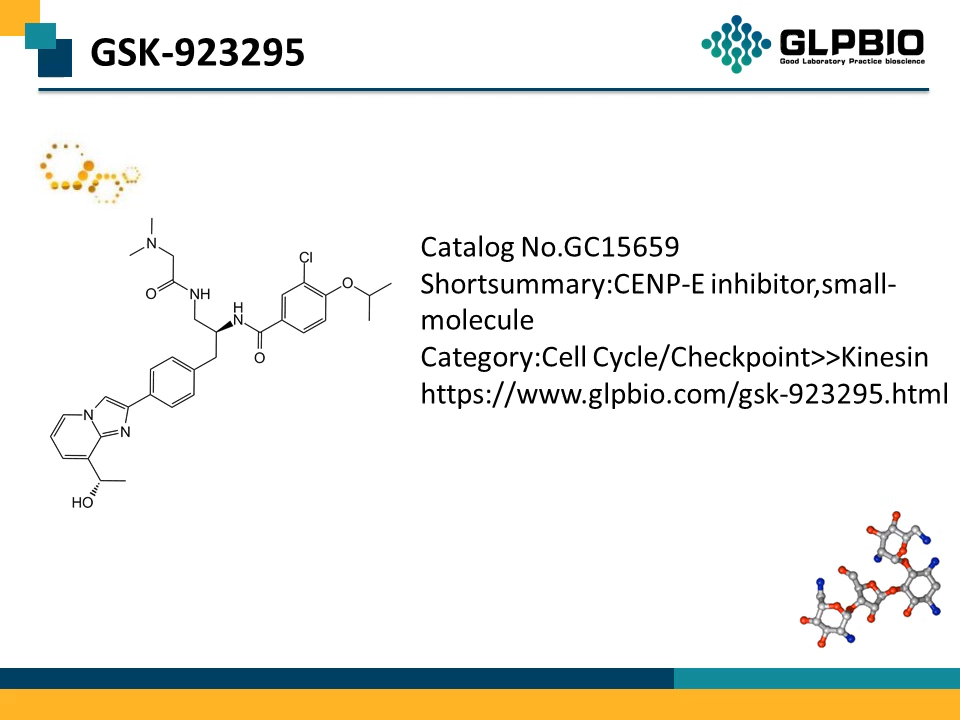 GSK-923295
GLPBIO
Good Laboratory Practice bioscience
Catalog No.GC15659
Shortsummary:CENP-E inhibitor,small-
molecule
Category:Cell Cycle/Checkpoint>>Kinesin
https://www.glpbio.com/gsk-923295.html
N
Cl
O
O
NH
H
N
O
N
N
HO